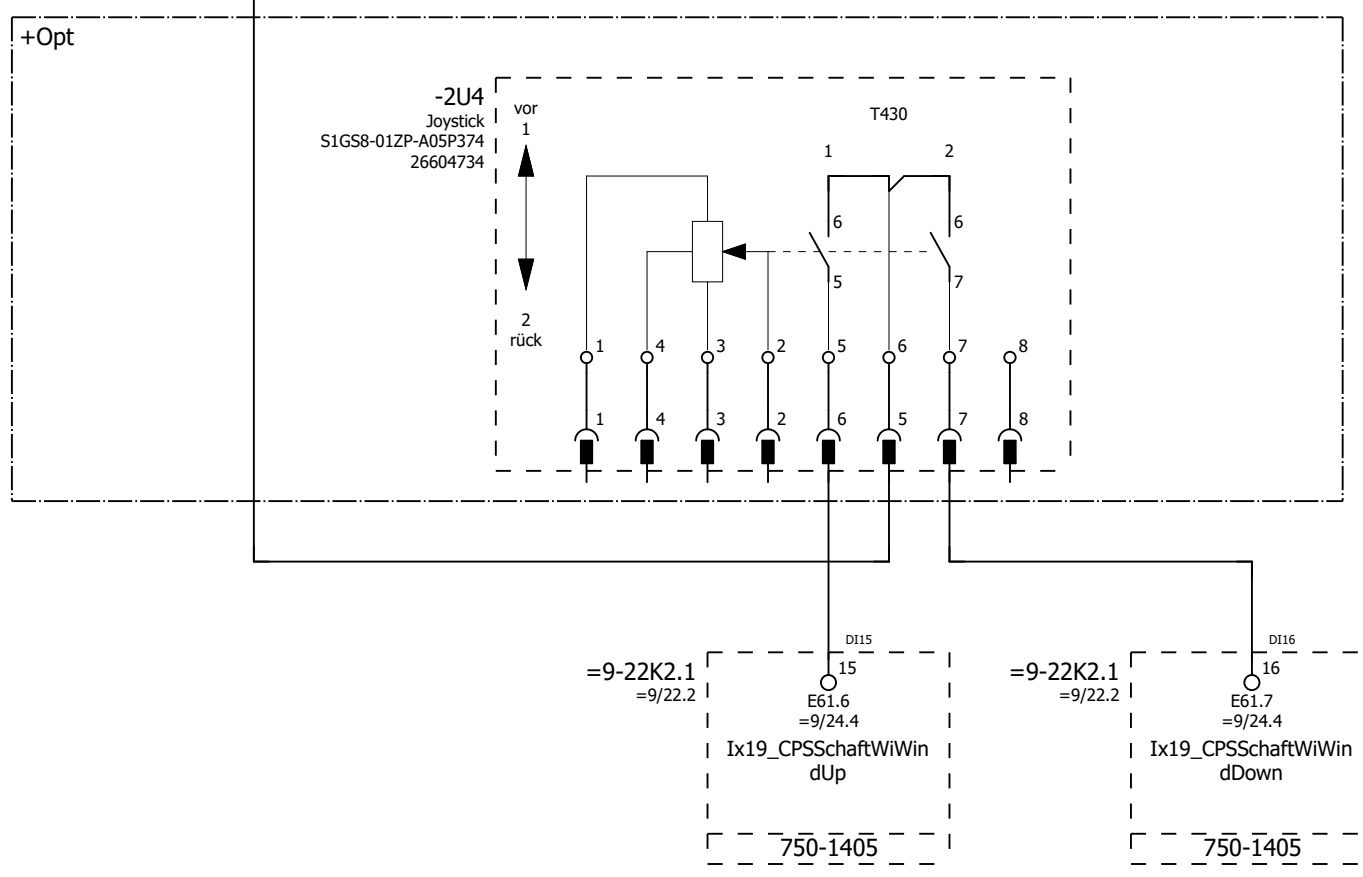 +Opt
-2U4
Joystick
S1GS8-01ZP-A05P374
26604734
vor
1
2
rück
T430
1 2
6 6
5 7
1 4 3 2 5 6 7 8
1 4 3 2 6 5 7 8
DI15 DI16
=9-22K2.1
=9/22.2
15
E61.6
=9/24.4
Ix19_CPSSchaftWiWin
dUp
750-1405
=9-22K2.1
=9/22.2
16
E61.7
=9/24.4
Ix19_CPSSchaftWiWin
dDown
750-1405